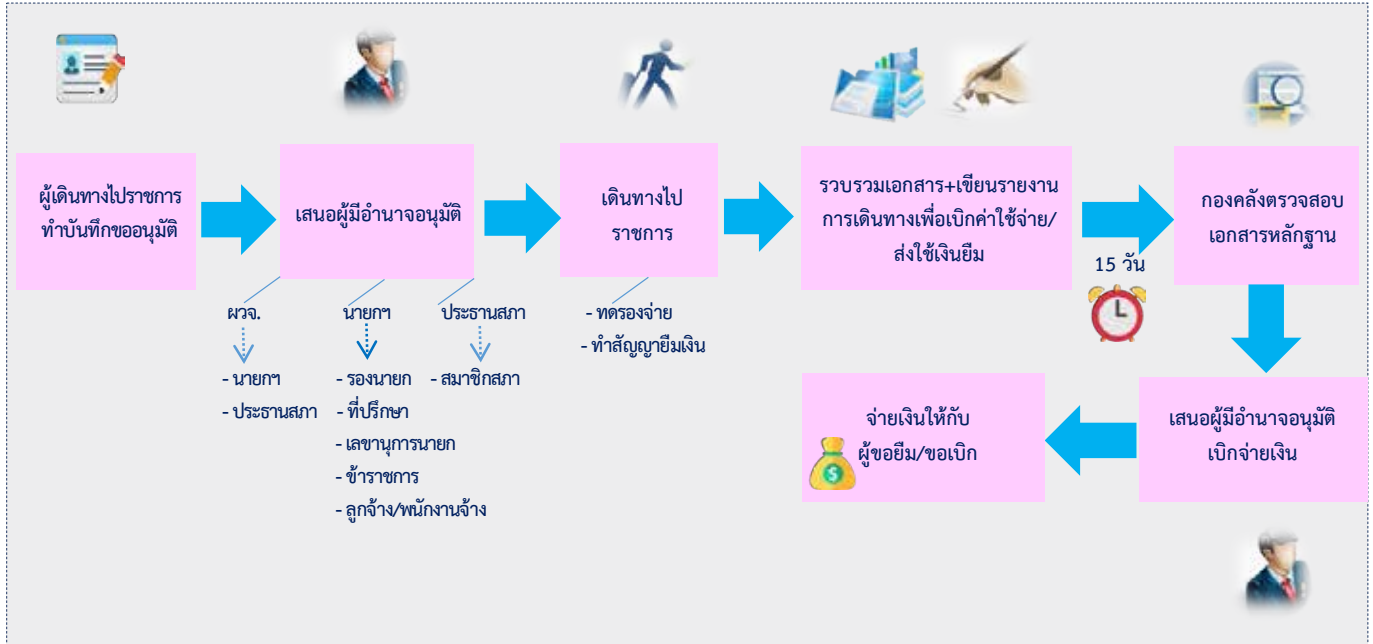 ผู้เดินทางไปราชการ
ทำบันทึกขออนุมัติ
เสนอผู้มีอำนาจอนุมัติ
ผวจ.
- นายกฯ
- ประธานสภา
นายกฯ
- รองนายก
- ที่ปรึกษา
- เลขานุการนายก
- ข้าราชการ
- ลูกจ้าง/พนักงานจ้าง
ประธานสภา
- สมาชิกสภา
เดินทางไป
ราชการ
- ทดรองจ่าย
- ทำสัญญายืมเงิน
รวบรวมเอกสาร+เขียนรายงาน
การเดินทางเพื่อเบิกค่าใช้จ่าย/
ส่งใช้เงินยืม
15 วัน
กองคลังตรวจสอบ
เอกสารหลักฐาน
เสนอผู้มีอำนาจอนุมัติ
เบิกจ่ายเงิน
จ่ายเงินให้กับ
ผู้ขอยืม/ขอเบิก